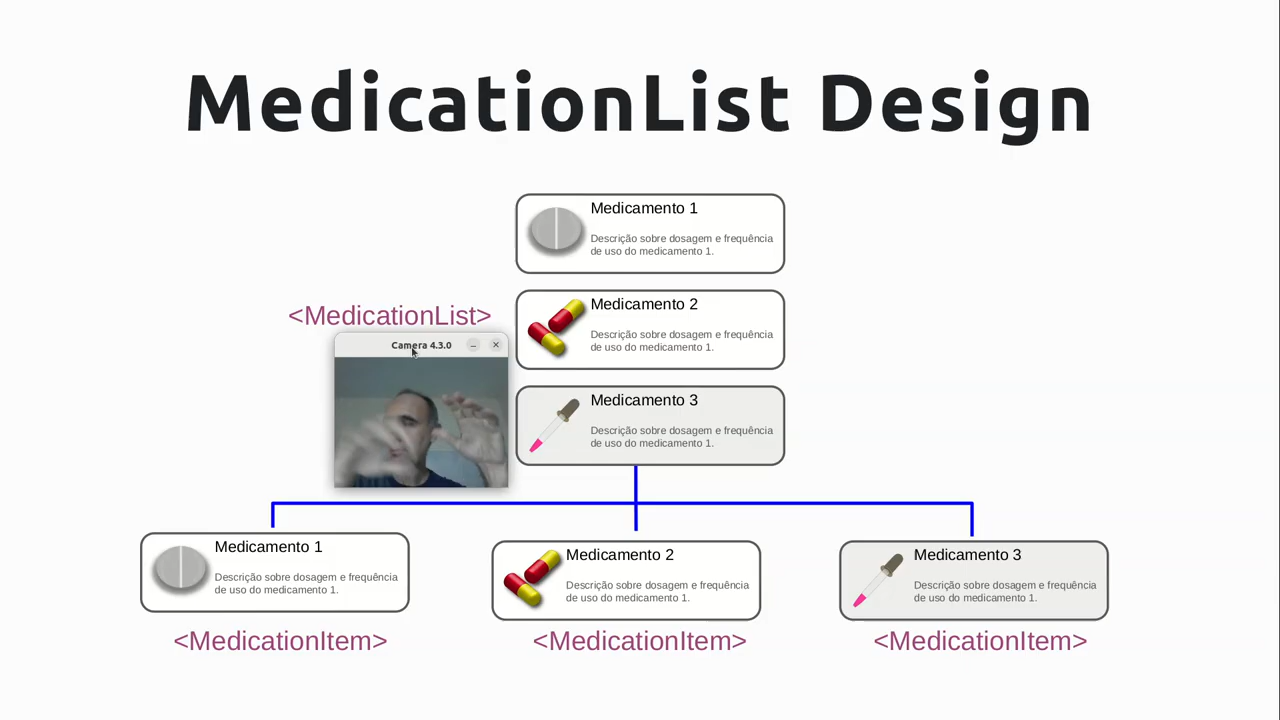 MedicationList Design
Medicamento 1
Descrição sobre dosagem e frequência
de uso do medicamento 1.
<MedicationList>
Medicamento 2
Descrição sobre dosagem e frequência
de uso do medicamento 1.
Camera 4.3.0
Medicamento 3
Descrição sobre dosagem e frequência
de uso do medicamento 1.
Medicamento 1
Descrição sobre dosagem e frequência
de uso do medicamento 1.
<MedicationItem>
Medicamento 2
Descrição sobre dosagem e frequência
de uso do medicamento 1.
<MedicationItem>
Medicamento 3
Descrição sobre dosagem e frequência
de uso do medicamento 1.
<MedicationItem>